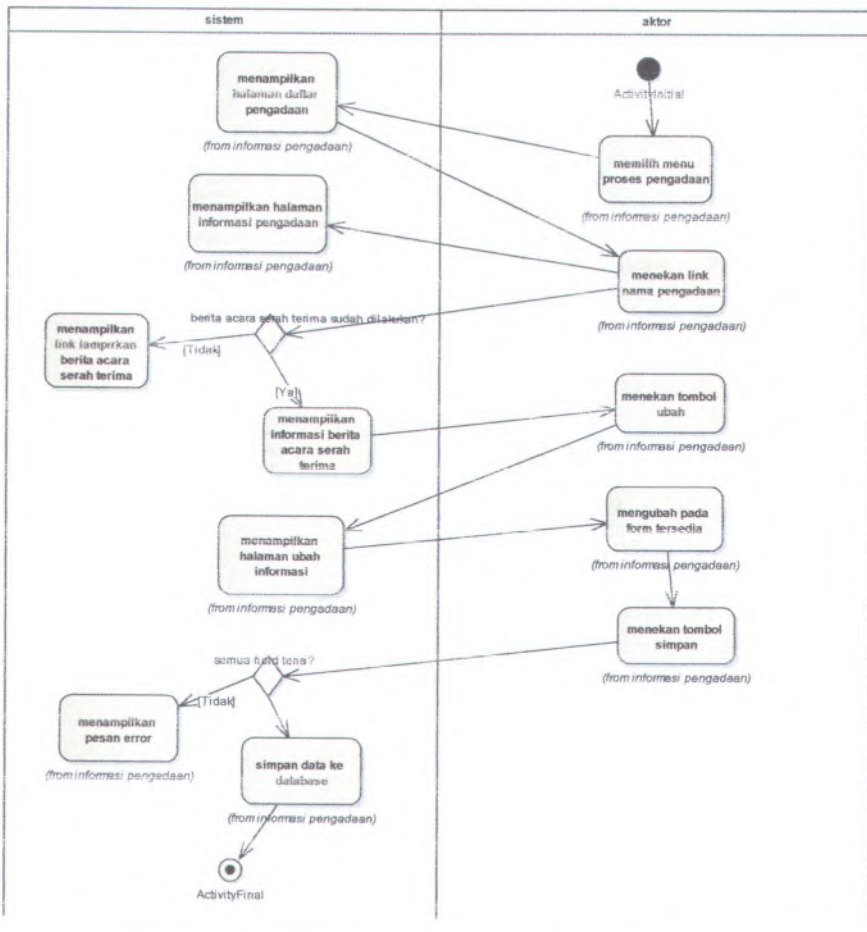 sistem
aktor
menampilkan
halaman daftar
pengadaan
(from informasi pengadaan)
ActivityInitial
memilih menu
proses pengadaan
(from informasi pengadaan)
menampilkan halaman
informasi pengadaan
(from informasi pengadaan)
menekan link
nama pengadaan
(from informasi pengadaan)
berita acara serah terima sudah dilakukan?
menampilkan
link lampirkan
berita acara
serah terima
[Tidak]
[Ya]
menampilkan
informasi berita
acara serah
terima
menekan tombol
ubah
(from informasi pengadaan)
menampilkan
halaman ubah
informasi
(from informasi pengadaan)
mengubah pada
form tersedia
(from informasi pengadaan)
menekan tombol
simpan
(from informasi pengadaan)
semua field terisi?
[Tidak]
menampilkan
pesan error
(from informasi pengadaan)
simpan data ke
database
(from informasi pengadaan)
ActivityFinal